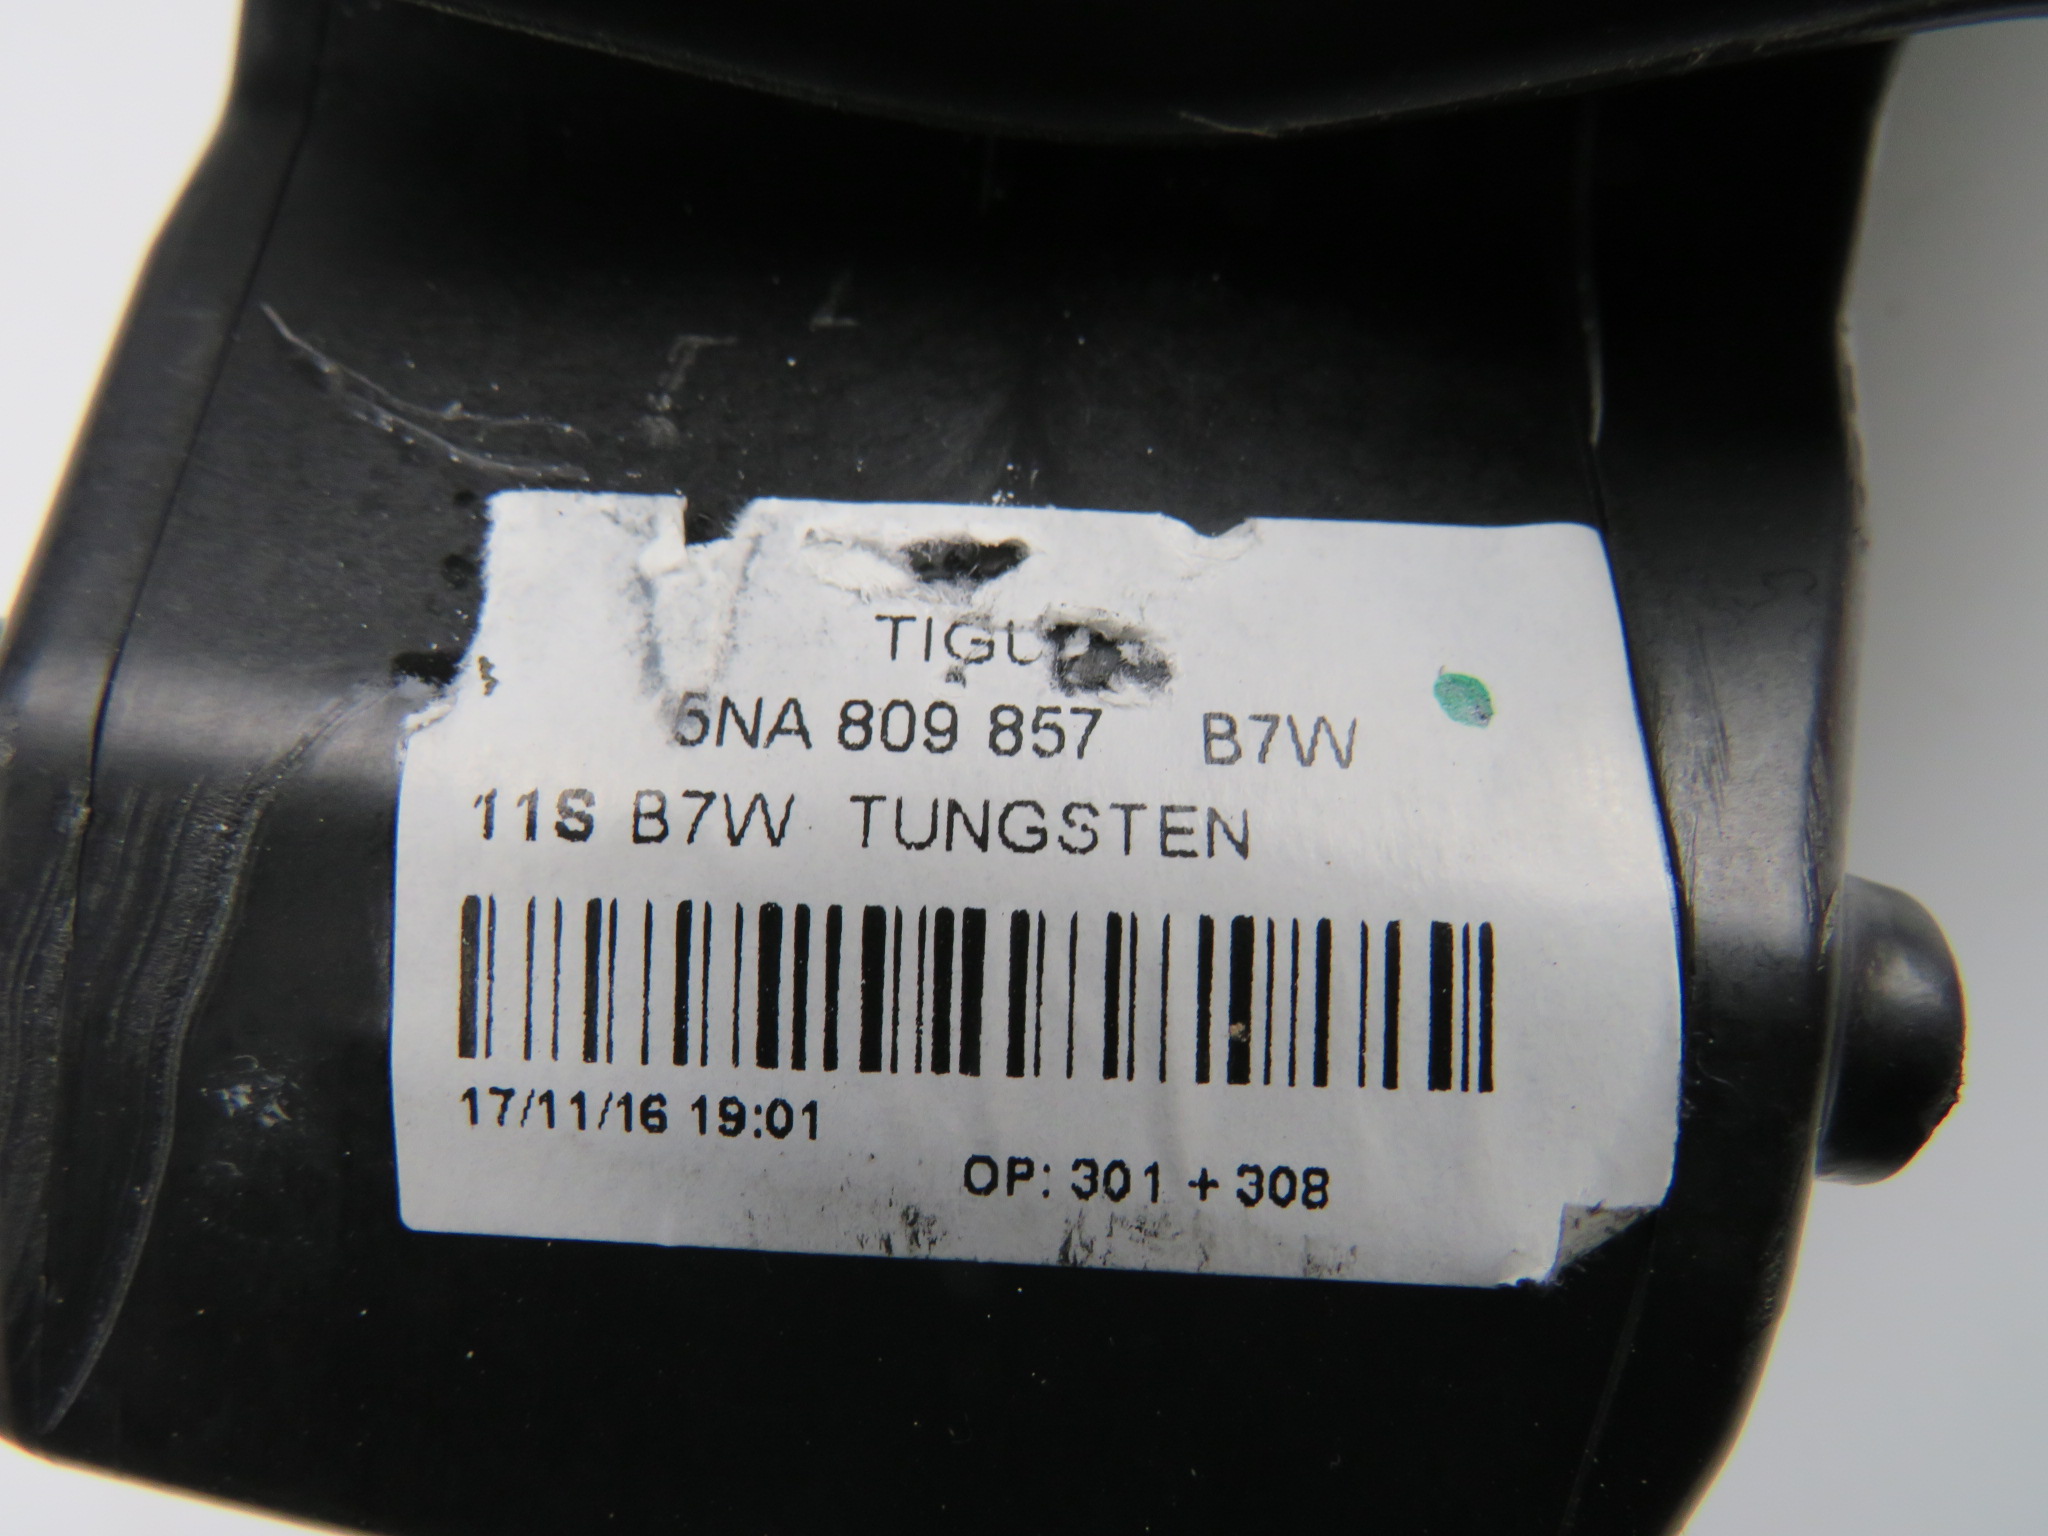 5NA 809 857 B7W
11S B7W TUNGSTEN
17/11/16 19:01
OP: 301 + 308